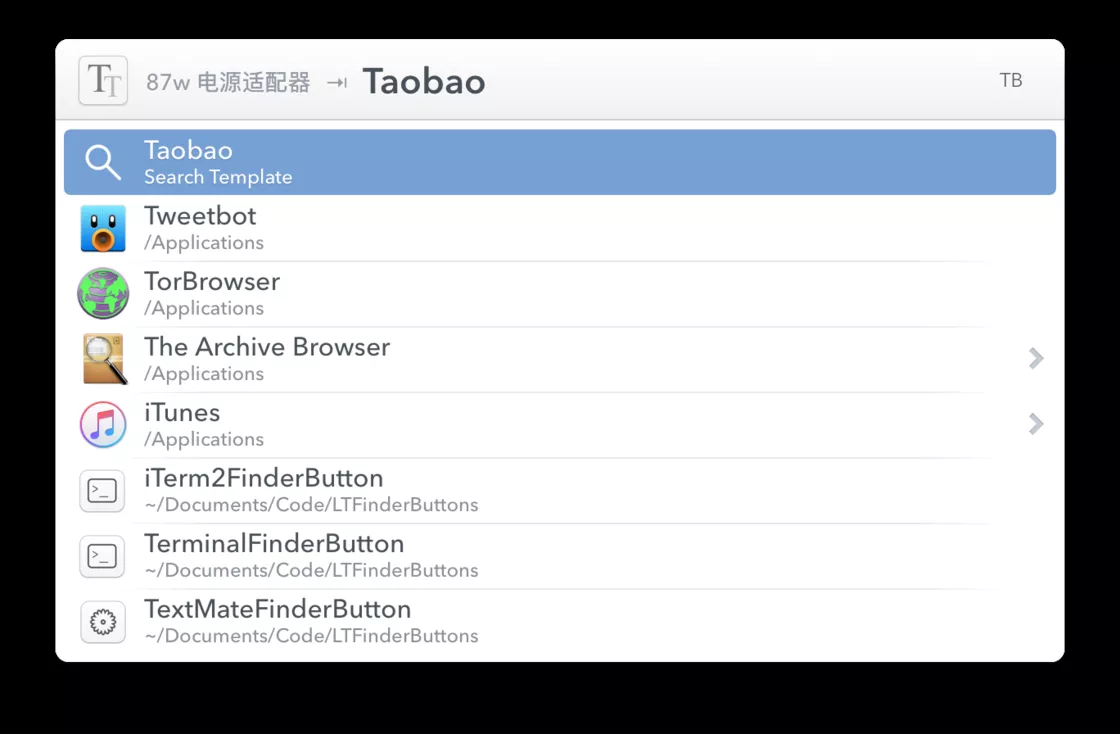 87w 电源适配器 ⇥ Taobao TB
Taobao
Search Template
Tweetbot
/Applications
TorBrowser
/Applications
The Archive Browser
/Applications
iTunes
/Applications
iTerm2FinderButton
~/Documents/Code/LTFinderButtons
TerminalFinderButton
~/Documents/Code/LTFinderButtons
TextMateFinderButton
~/Documents/Code/LTFinderButtons